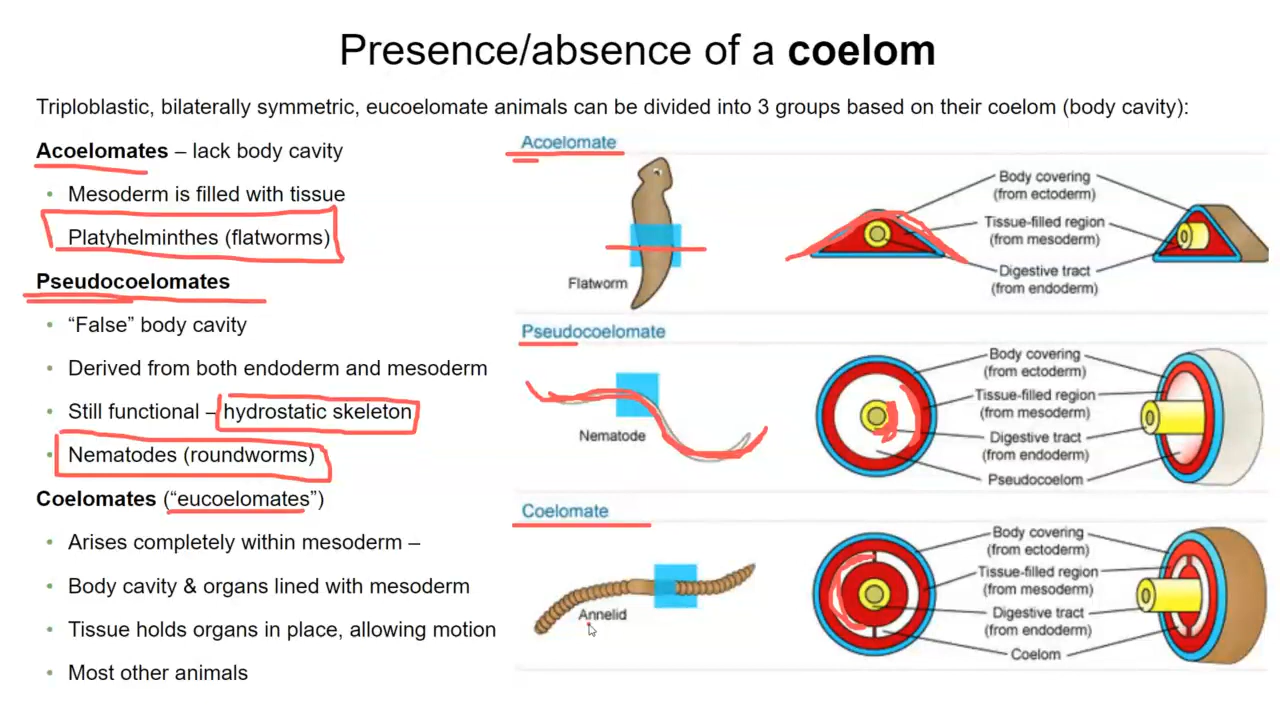 Presence/absence of a coelom
Triploblastic, bilaterally symmetric, eucoelomate animals can be divided into 3 groups based on their coelom (body cavity):
Acoelomates – lack body cavity
• Mesoderm is filled with tissue
Platyhelminthes (flatworms)
Pseudocoelomates
• “False” body cavity
• Derived from both endoderm and mesoderm
• Still functional – hydrostatic skeleton
• Nematodes (roundworms)
Coelomates (“eucoelomates”)
• Arises completely within mesoderm –
• Body cavity & organs lined with mesoderm
• Tissue holds organs in place, allowing motion
• Most other animals
Acoelomate
Flatworm
Body covering
(from ectoderm)
Tissue-filled region
(from mesoderm)
Digestive tract
(from endoderm)
Pseudocoelomate
Nematode
Body covering
(from ectoderm)
Tissue-filled region
(from mesoderm)
Digestive tract
(from endoderm)
Pseudocoelom
Coelomate
Annelid
Body covering
(from ectoderm)
Tissue-filled region
(from mesoderm)
Digestive tract
(from endoderm)
Coelom